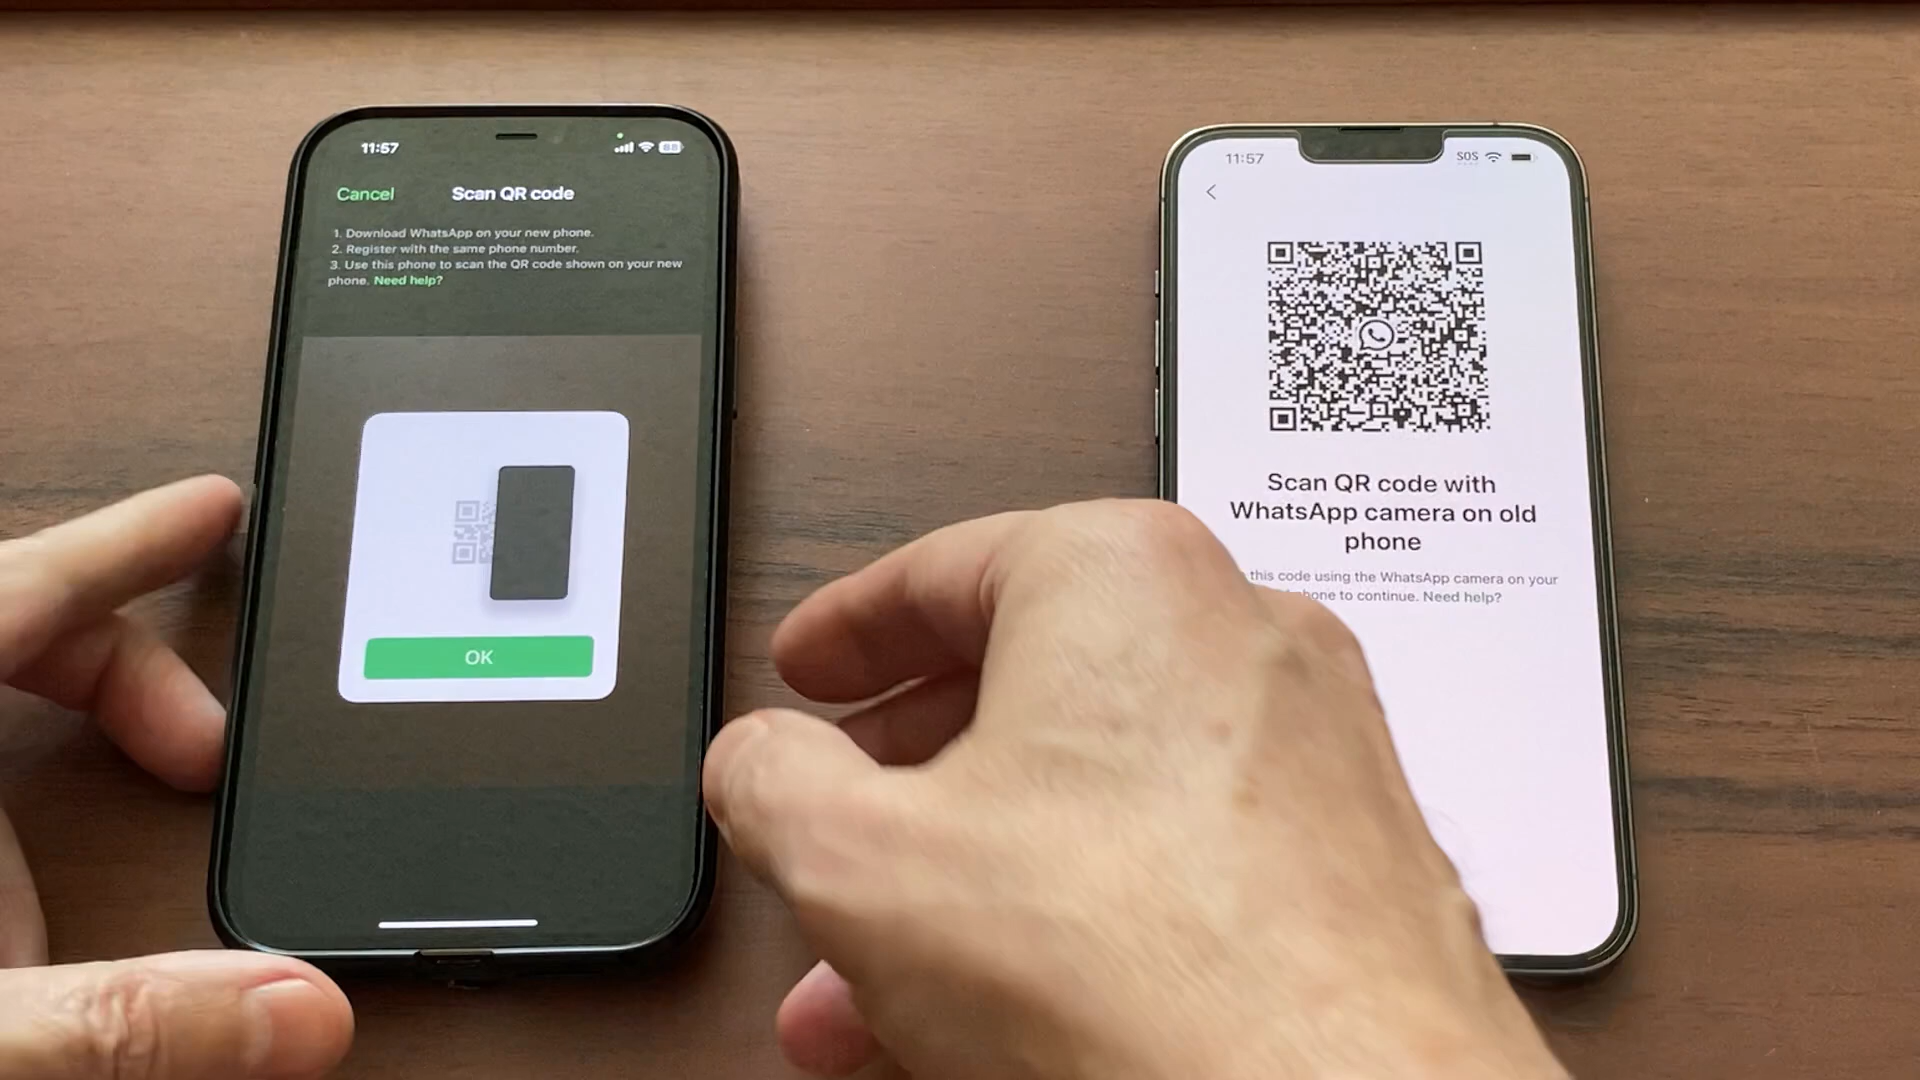 11:57
88
Cancel
Scan QR code
1. Download WhatsApp on your new phone.
2. Register with the same phone number.
3. Use this phone to scan the QR code shown on your new
phone. Need help?
OK
11:57
SOS
Scan QR code with
WhatsApp camera on old
phone
this code using the WhatsApp camera on your
phone to continue. Need help?